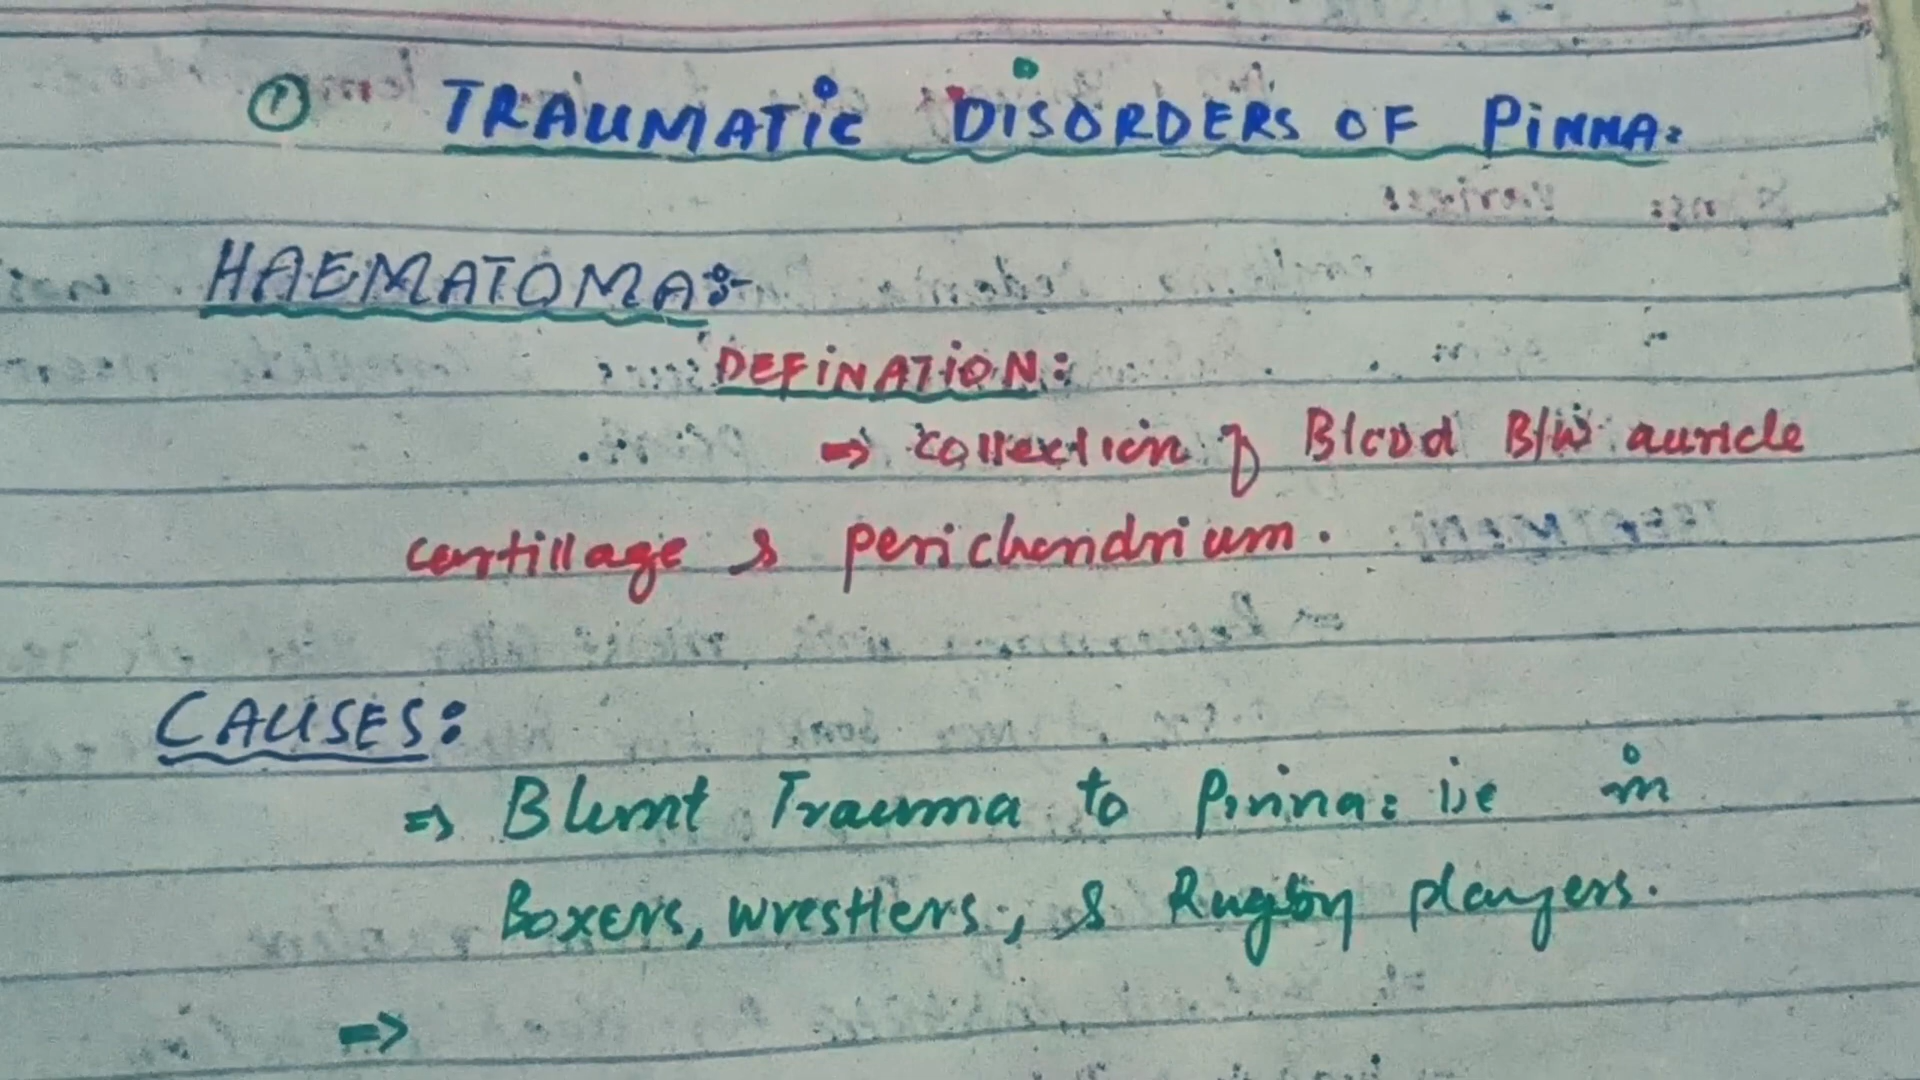 ① TRAUMATIC DISORDERS OF PINNA:
HAEMATOMA:-
DEFINATION:
⇒ collection of Blood B/w auricle
cartillage & perichondrium.
CAUSES:
⇒ Blunt Trauma to Pinna: i.e in
Boxers, wrestlers, & Rugby players.
⇒